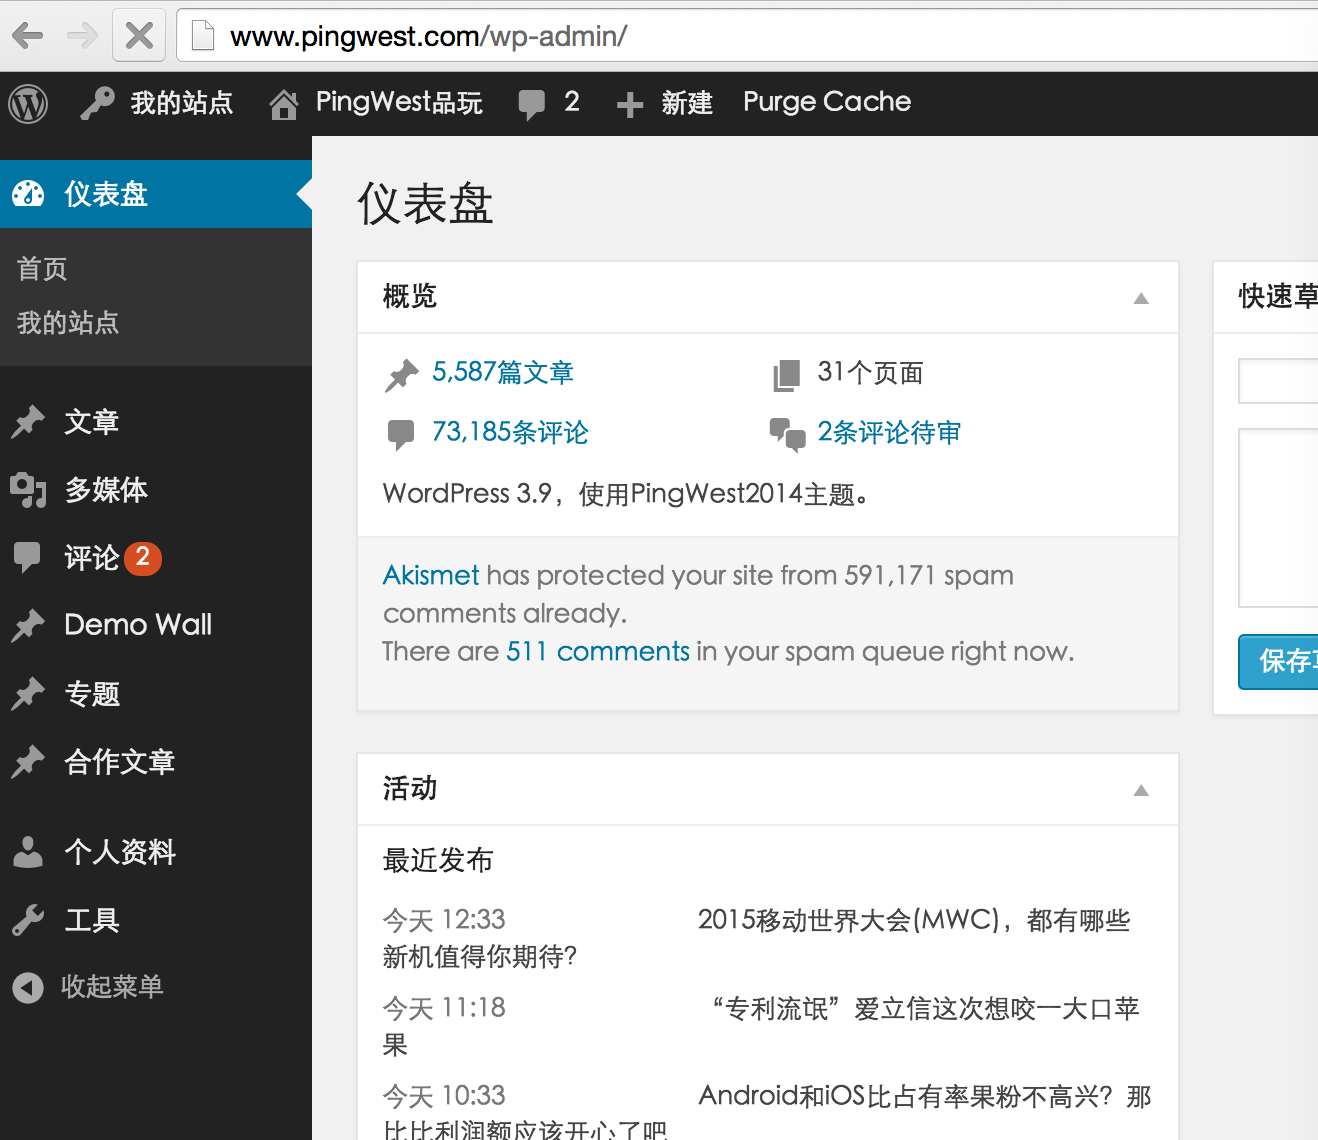 www.pingwest.com/wp-admin/
我的站点 PingWest品玩 2 新建 Purge Cache
仪表盘
首页
我的站点
文章
多媒体
评论 2
Demo Wall
专题
合作文章
个人资料
工具
收起菜单
仪表盘
概览
5,587篇文章 31个页面
73,185条评论 2条评论待审
WordPress 3.9，使用PingWest2014主题。
Akismet has protected your site from 591,171 spam
comments already.
There are 511 comments in your spam queue right now.
活动
最近发布
今天 12:33 2015移动世界大会(MWC)，都有哪些
新机值得你期待？
今天 11:18 “专利流氓”爱立信这次想咬一大口苹
果
今天 10:33 Android和iOS比占有率果粉不高兴？那
比比利润额应该开心了吧
快速草
保存